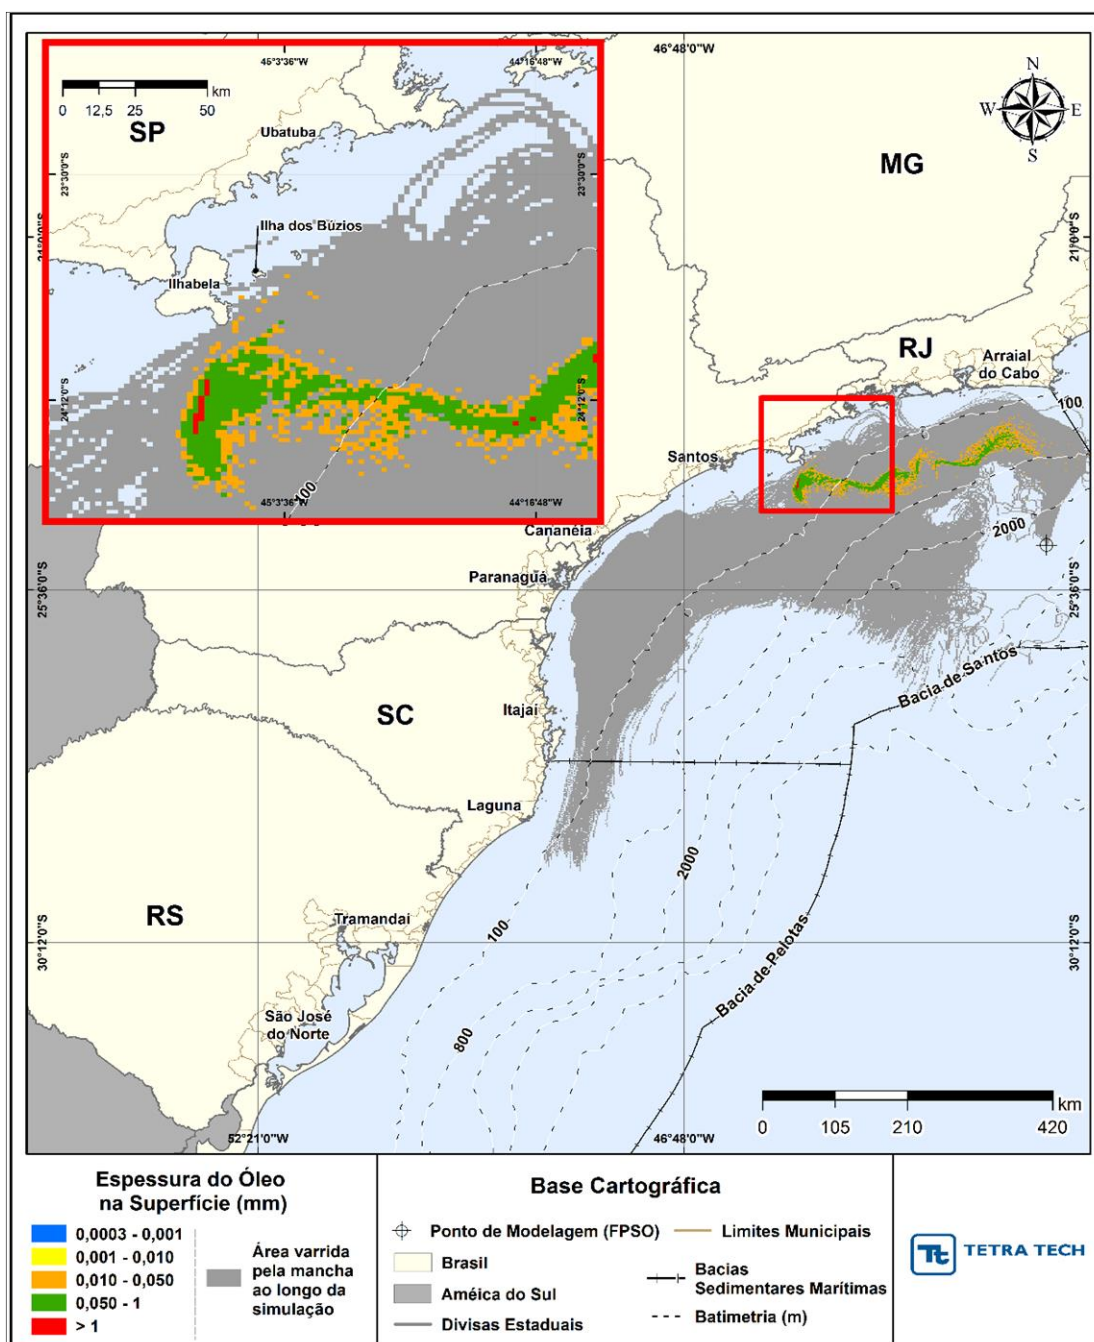 46°48'0"W
45°3'36"W
44°16'48"W
0 12,5 25 50 km
SP
Ubatuba
23°30'0"S
23°30'0"S
Ilha dos Búzios
Ilhabela
24°12'0"S
24°12'0"S
100
45°3'36"W
44°16'48"W
N
W E
S
MG
21°0'0"S
21°0'0"S
RJ
Arraial
do Cabo
100
Santos
2000
Cananéia
Paranaguá
25°36'0"S
25°36'0"S
Bacia de Santos
SC
Itajaí
Laguna
2000
RS
Tramandaí
100
30°12'0"S
30°12'0"S
Bacia de Pelotas
São José
do Norte
800
0 105 210 420 km
52°21'0"W
46°48'0"W
Espessura do Óleo
na Superfície (mm)
0,0003 - 0,001
0,001 - 0,010
0,010 - 0,050
0,050 - 1
> 1
Área varrida
pela mancha
ao longo da
simulação
Base Cartográfica
Ponto de Modelagem (FPSO)
Brasil
Améica do Sul
Divisas Estaduais
Limites Municipais
Bacias
Sedimentares Marítimas
Batimetria (m)
Tt TETRA TECH